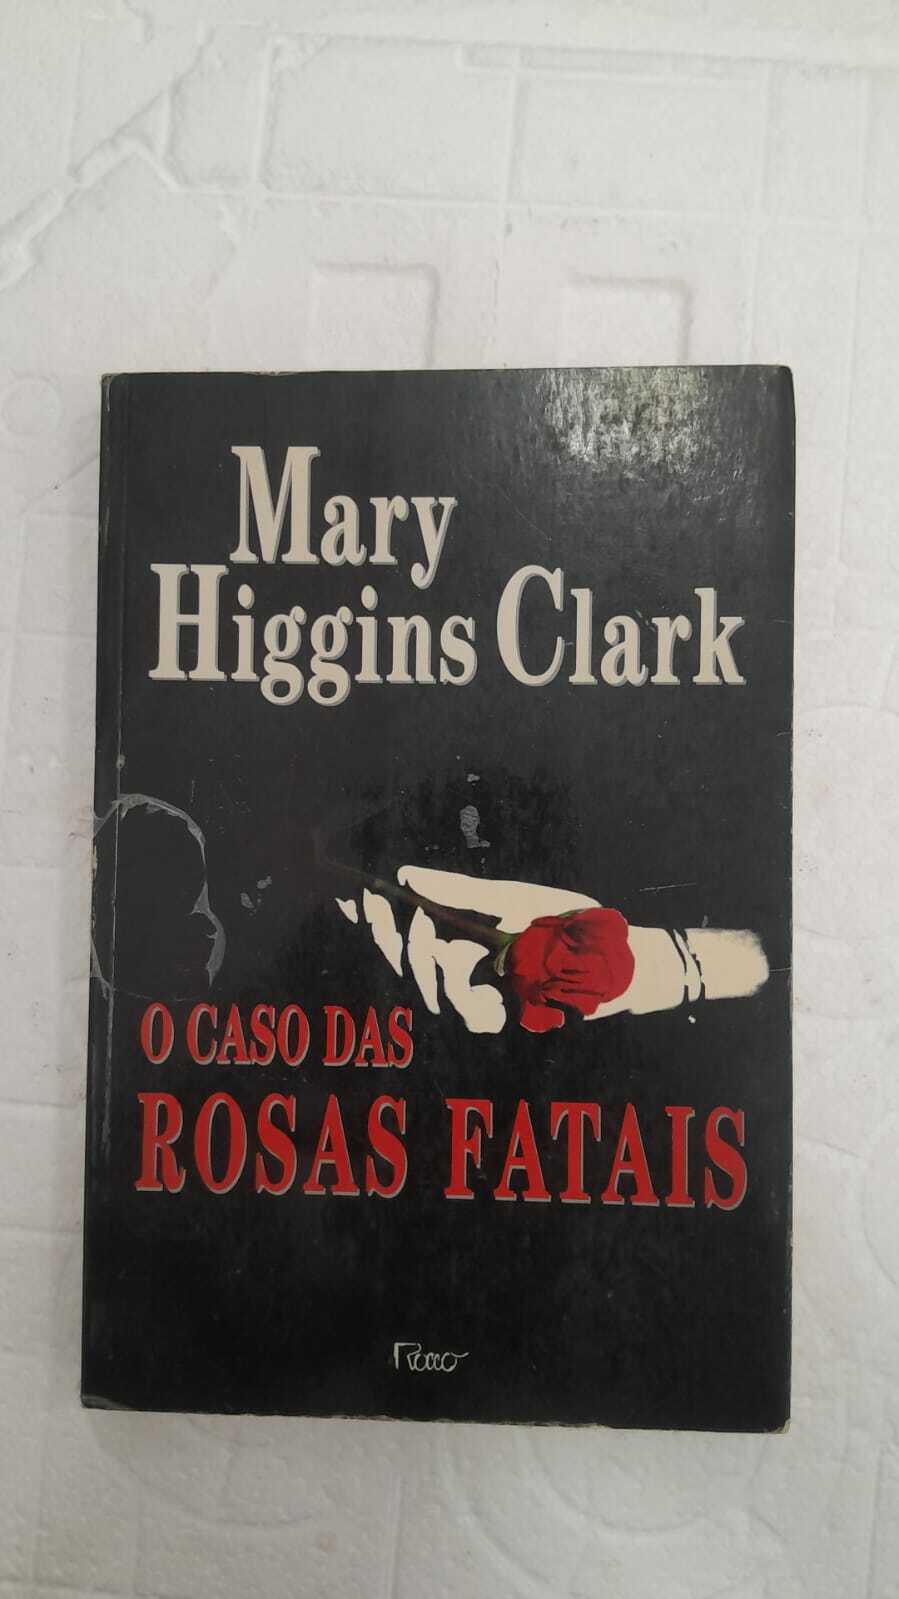 Mary
Higgins Clark
O CASO DAS
ROSAS FATAIS
Rocco